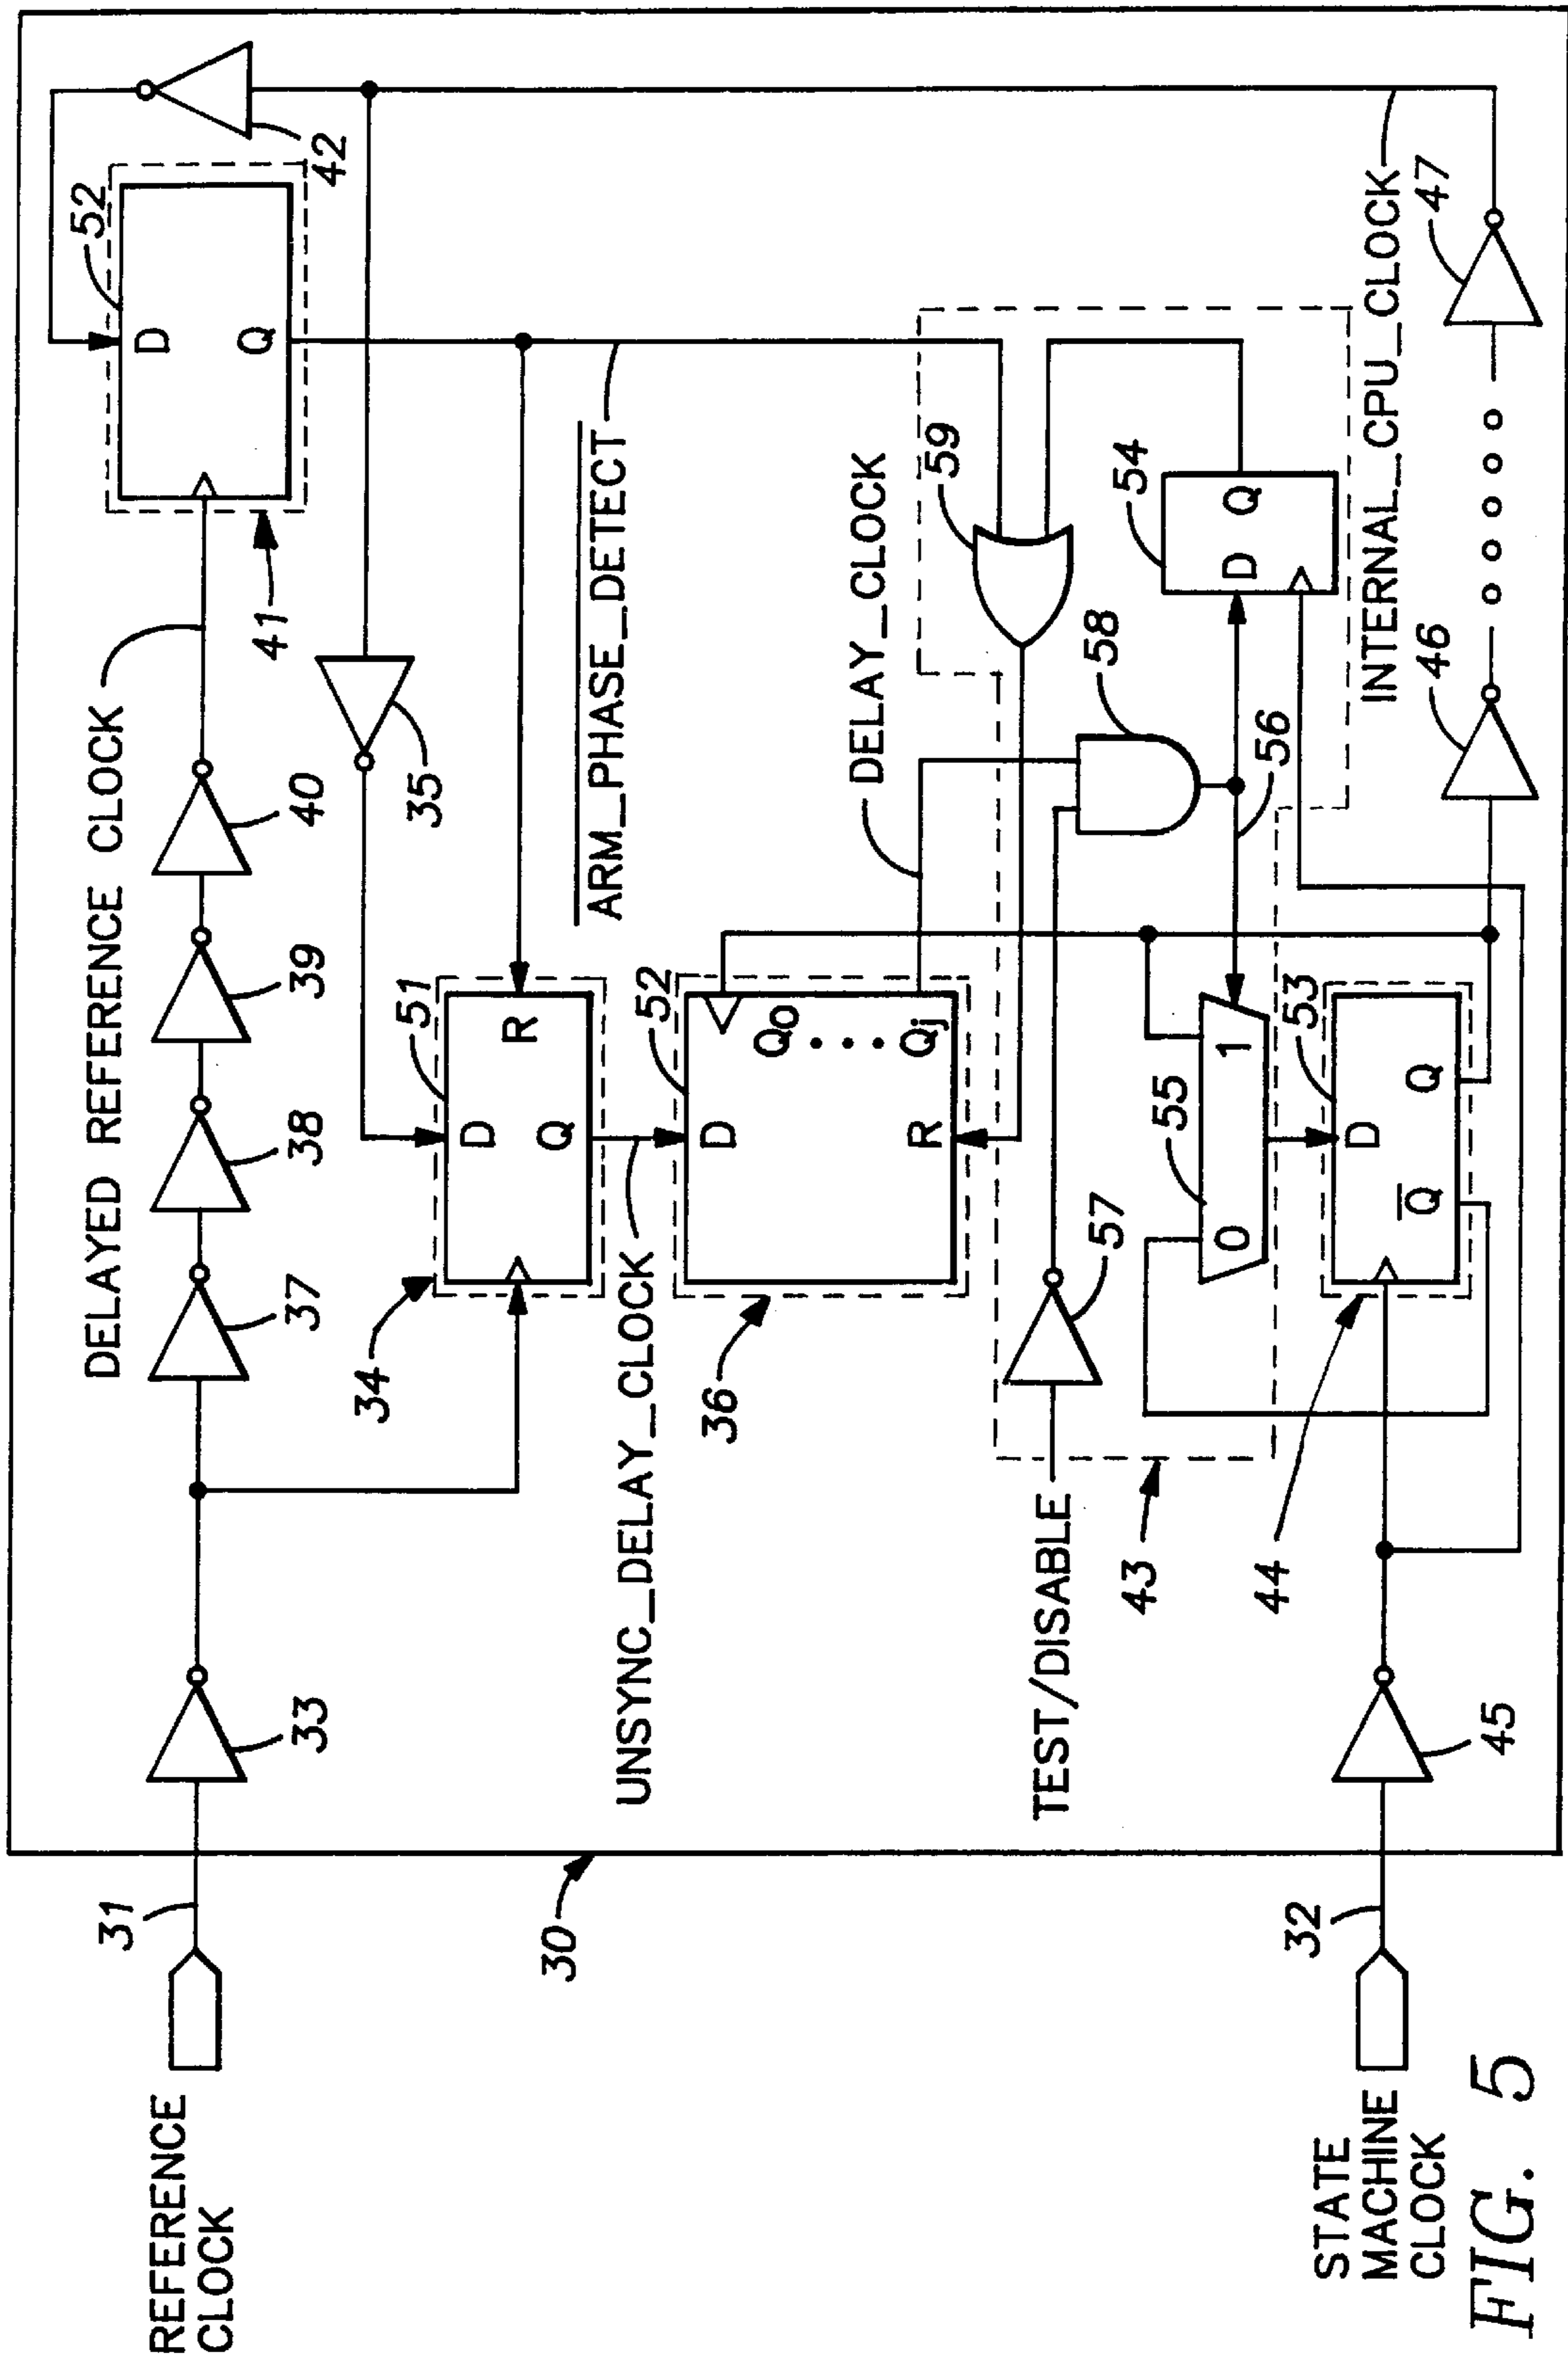 REFERENCE
CLOCK
31
33
DELAYED REFERENCE CLOCK
37
38
39
40
41
52
D
Q
42
35
34
51
D
R
Q
ARM_PHASE_DETECT
UNSYNC_DELAY_CLOCK
36
52
D
Q0
Qj
R
DELAY_CLOCK
59
58
54
D
Q
TEST/DISABLE
57
43
55
0
1
56
44
53
D
Q
Q
30
STATE
MACHINE
CLOCK
32
45
46
47
INTERNAL_CPU_CLOCK
FIG. 5